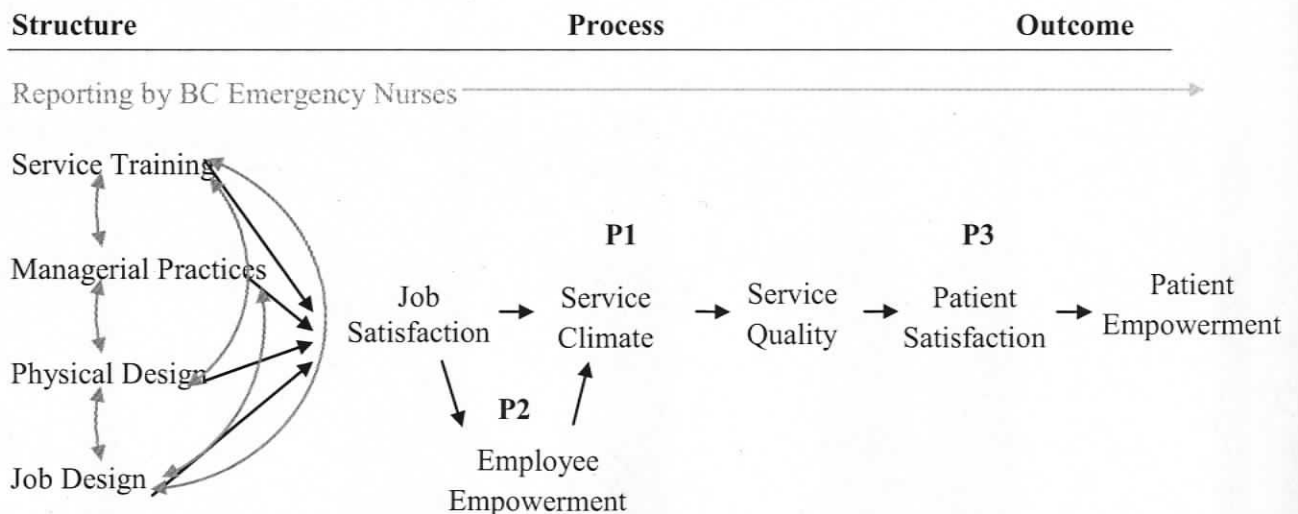 Structure Process Outcome
Reporting by BC Emergency Nurses
Service Training
Managerial Practices
Physical Design
Job Design
Job
Satisfaction
P1
Service
Climate
P2
Employee
Empowerment
Service
Quality
P3
Patient
Satisfaction
Patient
Empowerment